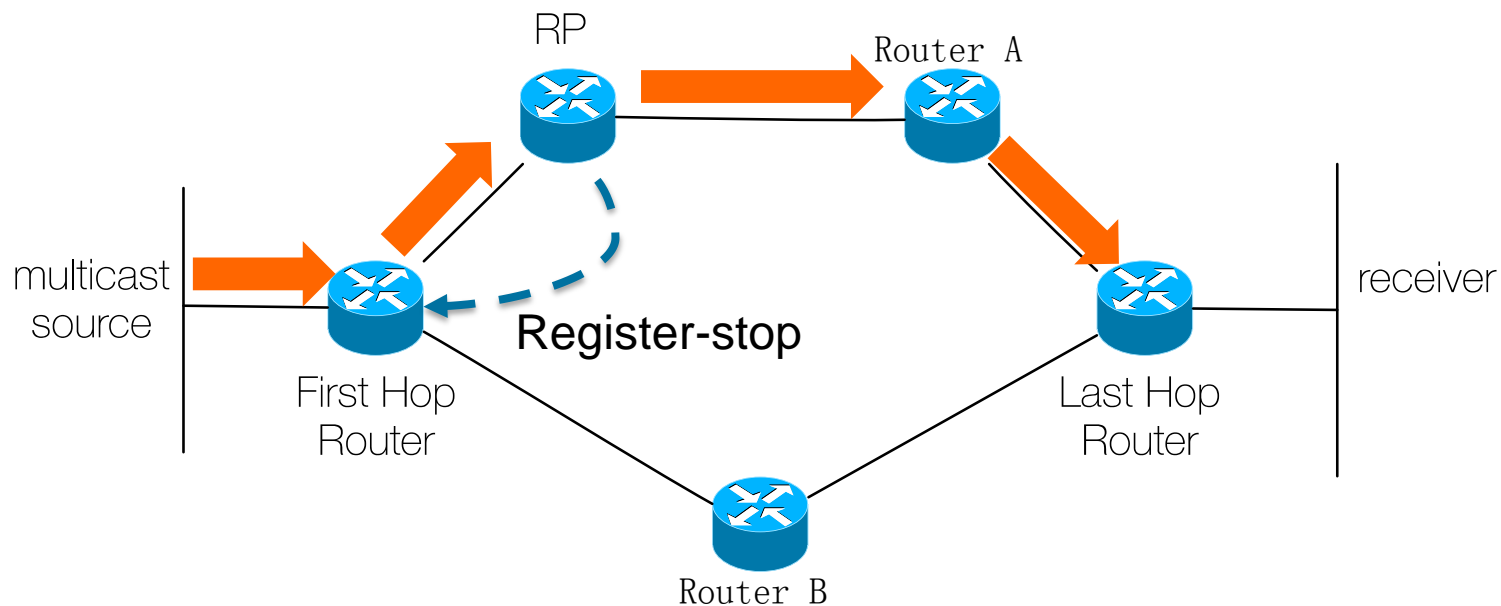 RP
Router A
multicast
source
receiver
Register-stop
First Hop
Router
Last Hop
Router
Router B